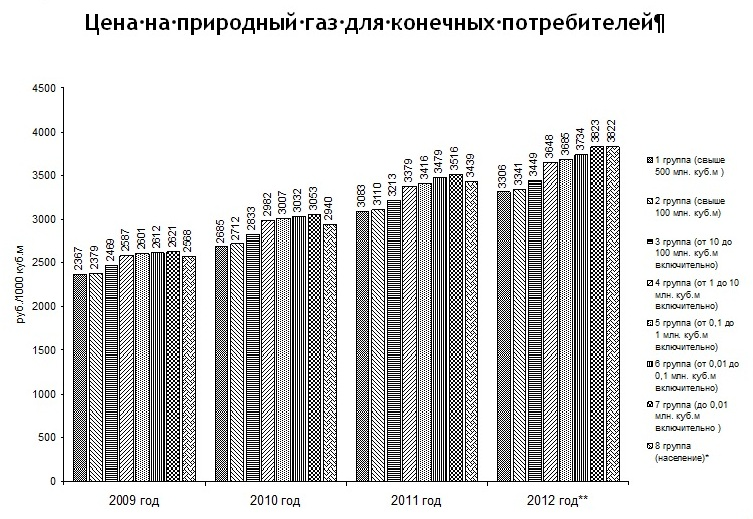 Цена·на·природный·газ·для·конечных·потребителей¶
руб./1000 куб.м
4500
4000
3500
3000
2500
2000
1500
1000
500
0
2367
2379
2469
2587
2601
2612
2621
2568
2685
2712
2833
2982
3007
3032
3053
2940
3083
3110
3213
3379
3416
3479
3516
3439
3306
3341
3449
3648
3685
3734
3823
3822
2009 год
2010 год
2011 год
2012 год**
1 группа (свыше
500 млн. куб.м )
2 группа (свыше
100 млн. куб.м)
3 группа (от 10 до
100 млн. куб.м
включительно)
4 группа (от 1 до 10
млн. куб.м
включительно)
5 группа (от 0,1 до
1 млн. куб.м
включительно)
6 группа (от 0,01 до
0,1 млн. куб.м
включительно)
7 группа (до 0,01
млн. куб.м
включительно )
8 группа
(население)*